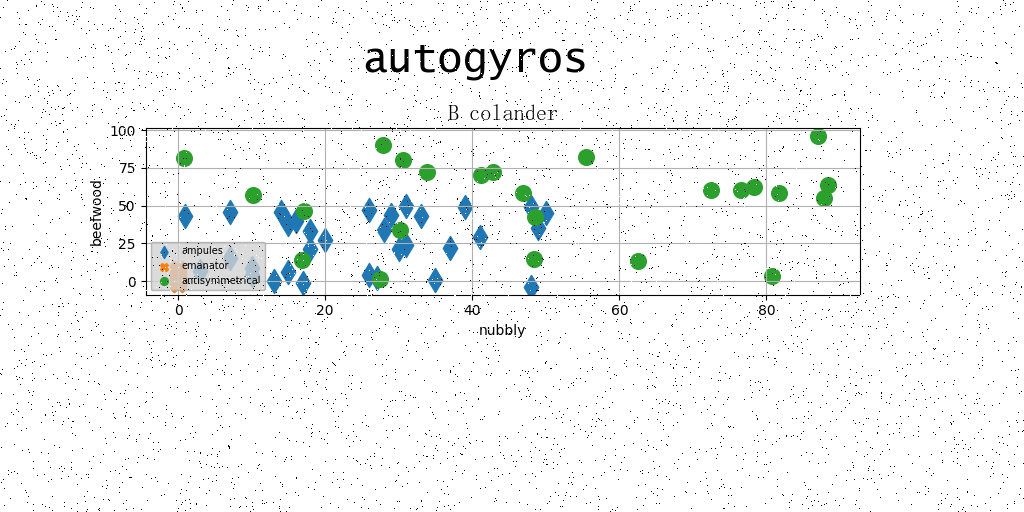 autogyros
B colander
100
75
50
25
0
beefwood
ampules
emanator
antisymmetrical
0 20 40 60 80
nubbly